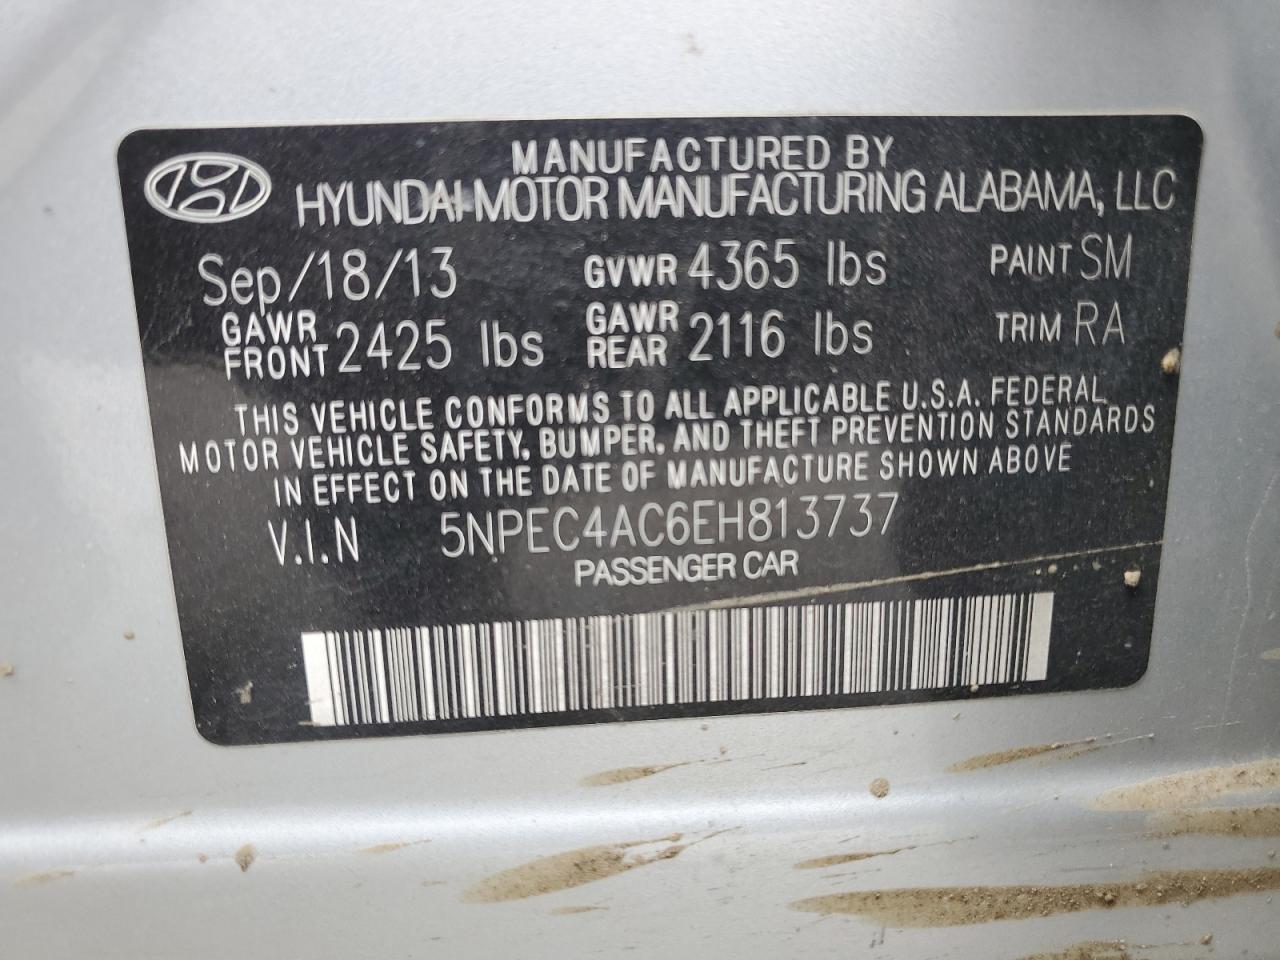 MANUFACTURED BY
HYUNDAI MOTOR MANUFACTURING ALABAMA, LLC
Sep/18/13 GVWR 4365 lbs PAINT SM
GAWR FRONT 2425 lbs GAWR REAR 2116 lbs TRIM RA
THIS VEHICLE CONFORMS TO ALL APPLICABLE U.S.A. FEDERAL
MOTOR VEHICLE SAFETY, BUMPER, AND THEFT PREVENTION STANDARDS
IN EFFECT ON THE DATE OF MANUFACTURE SHOWN ABOVE
V.I.N 5NPEC4AC6EH813737
PASSENGER CAR